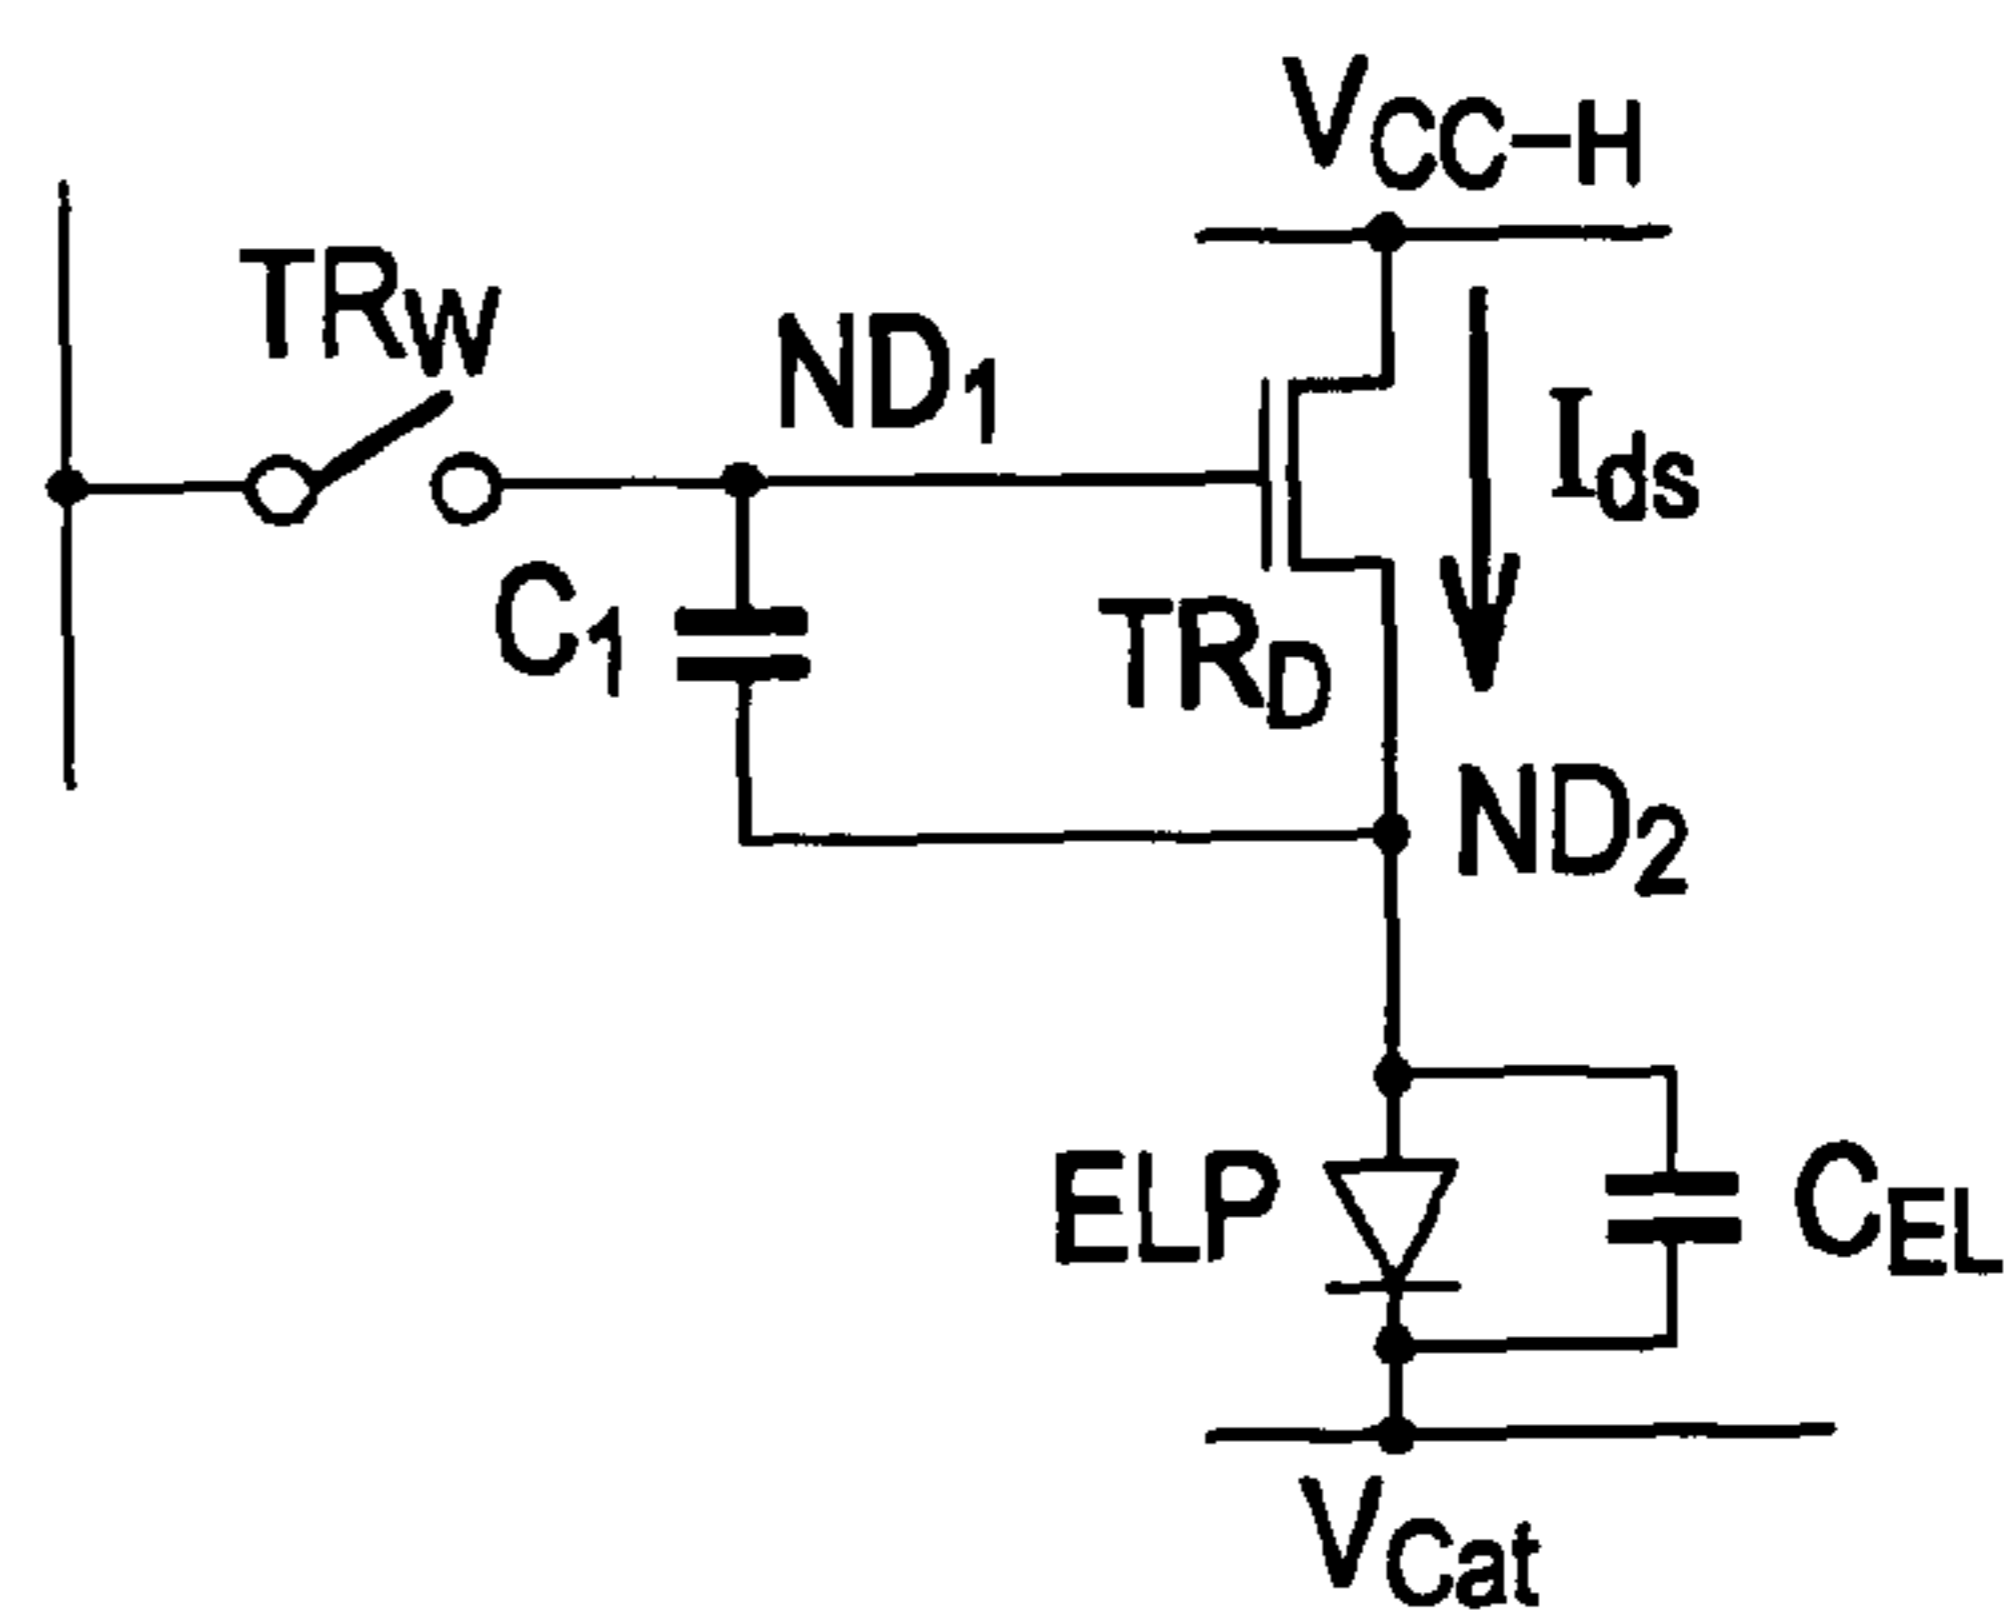 VCC-H
TRW
ND1
Ids
C1
TRD
ND2
ELP
CEL
VCat